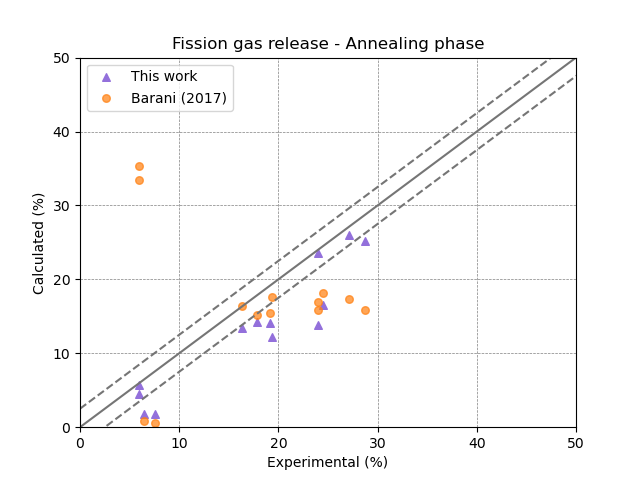 Fission gas release - Annealing phase
This work
Barani (2017)
Calculated (%)
50
40
30
20
10
0
0 10 20 30 40 50
Experimental (%)